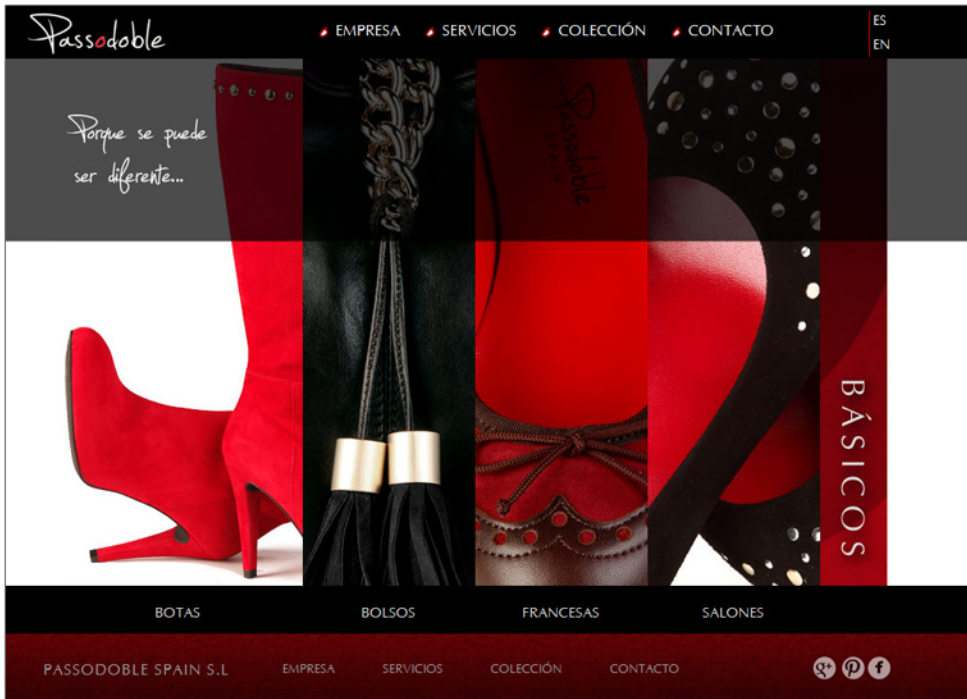 Passodoble
EMPRESA SERVICIOS COLECCIÓN CONTACTO
ES
EN
Porque se puede
ser diferente...
Passodoble
SPAIN
BÁSICOS
BOTAS BOLSOS FRANCESAS SALONES
PASSODOBLE SPAIN S.L EMPRESA SERVICIOS COLECCIÓN CONTACTO g+ P f